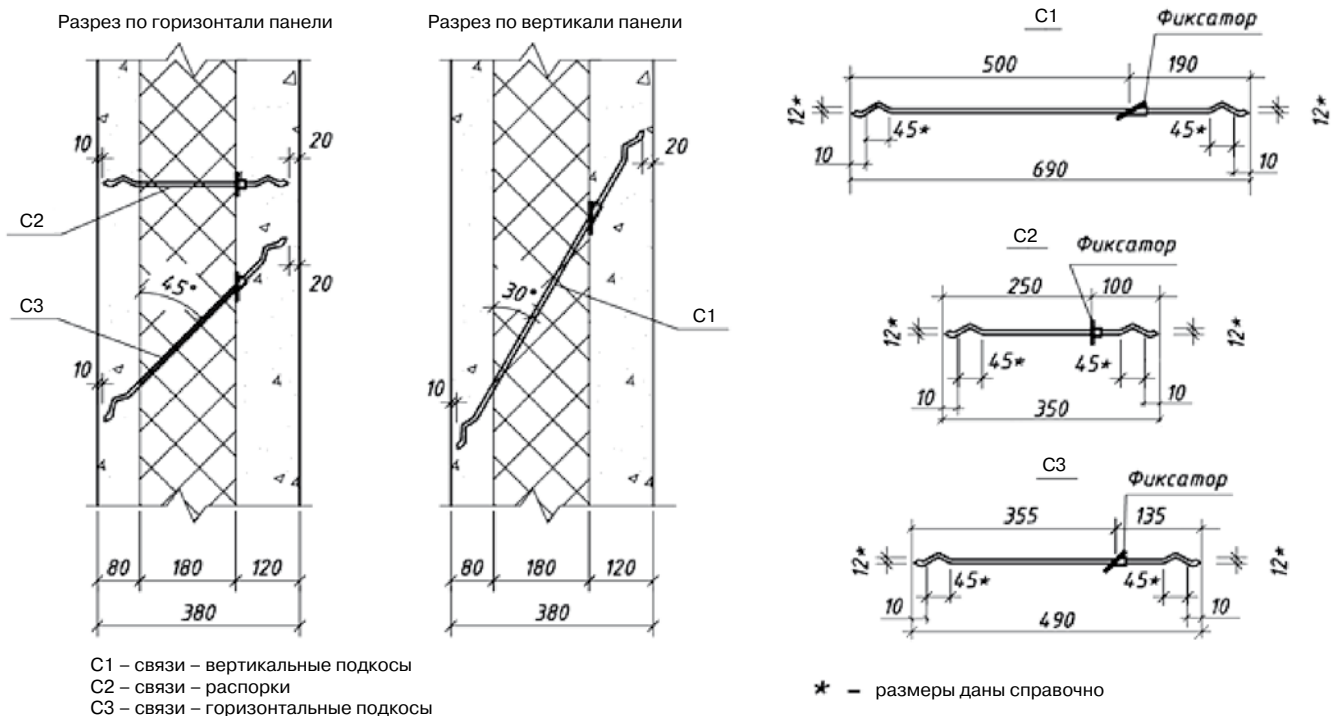 Разрез по горизонтали панели
10
20
С2
45°
20
С3
10
80
180
120
380
Разрез по вертикали панели
20
30°
С1
10
80
180
120
380
С1 – связи – вертикальные подкосы
С2 – связи – распорки
С3 – связи – горизонтальные подкосы
С1
Фиксатор
500
190
12*
45*
45*
12*
10
10
690
С2
Фиксатор
250
100
12*
45*
45*
12*
10
10
350
С3
Фиксатор
355
135
12*
45*
45*
12*
10
10
490
* – размеры даны справочно